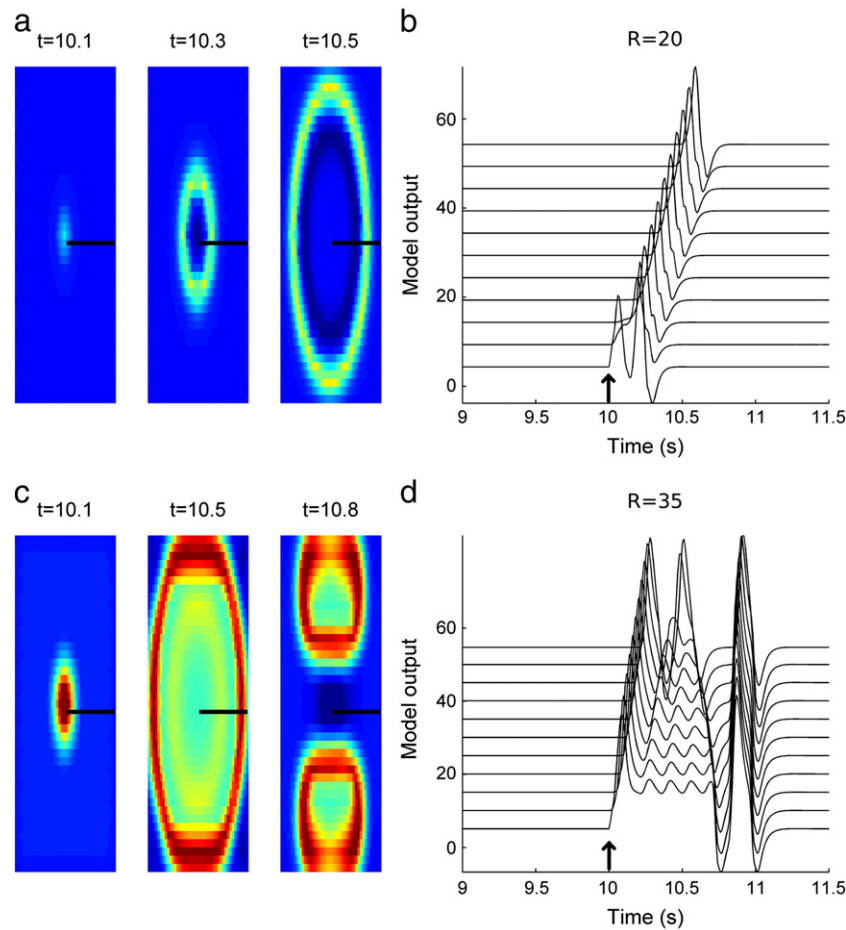 a
t=10.1 t=10.3 t=10.5
b
R=20
Model output
60
40
20
0
9 9.5 10 10.5 11 11.5
Time (s)
c
t=10.1 t=10.5 t=10.8
d
R=35
Model output
60
40
20
0
9 9.5 10 10.5 11 11.5
Time (s)